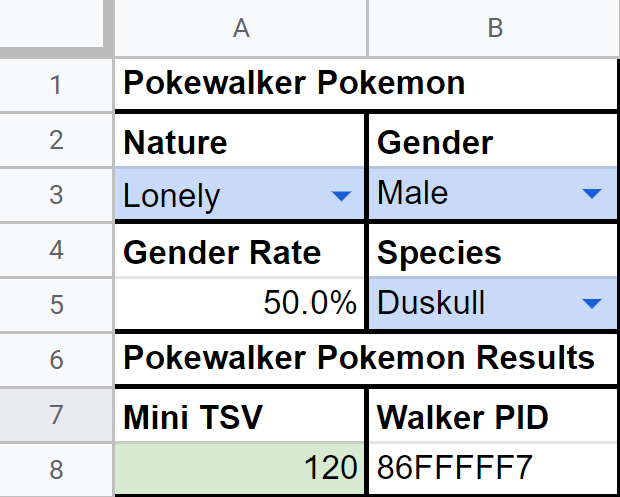 A B
1 Pokewalker Pokemon
2 Nature Gender
3 Lonely Male
4 Gender Rate Species
5 50.0% Duskull
6 Pokewalker Pokemon Results
7 Mini TSV Walker PID
8 120 86FFFFF7